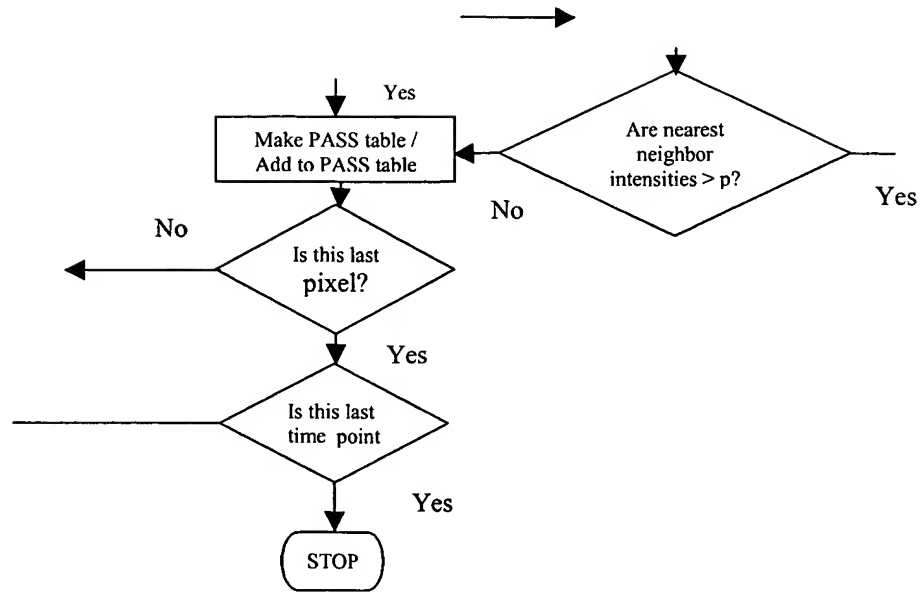 Yes
Make PASS table /
Add to PASS table
Are nearest
neighbor
intensities > p?
Yes
No
No
Is this last
pixel?
Yes
Is this last
time point
Yes
STOP